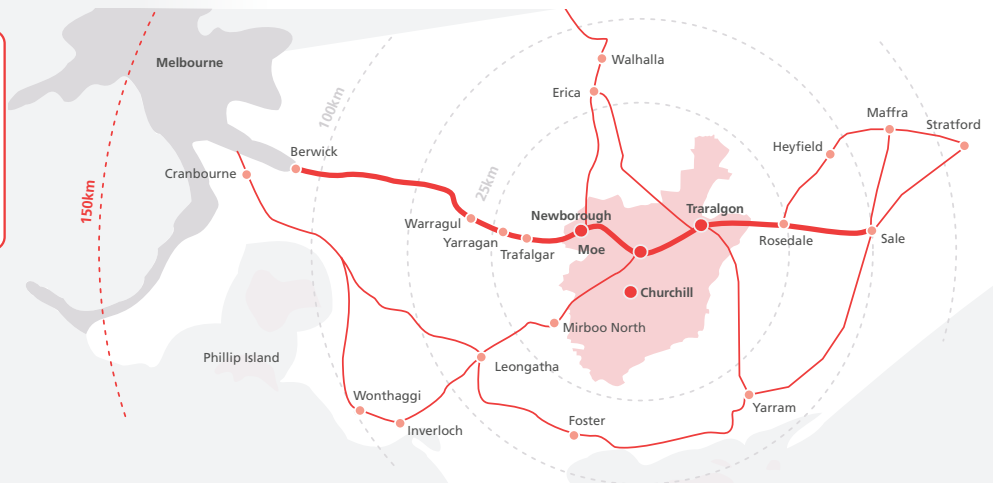 Melbourne
Walhalla
Erica
100km
Maffra
Stratford
Heyfield
Berwick
Cranbourne
150km
25km
Newborough
Traralgon
Warragul
Yarragan
Trafalgar
Moe
Rosedale
Sale
Churchill
Mirboo North
Phillip Island
Leongatha
Wonthaggi
Inverloch
Foster
Yarram